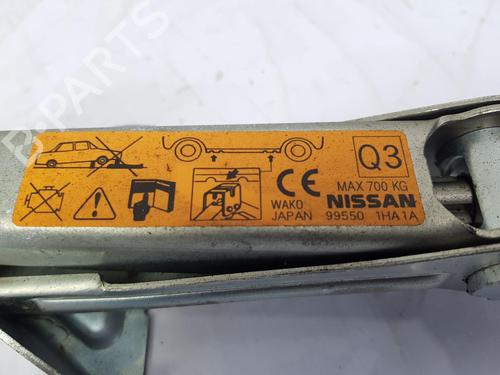 B-PARTS
Q3
MAX 700 KG
CE
WAKO
JAPAN
NISSAN
99550 1HA1A